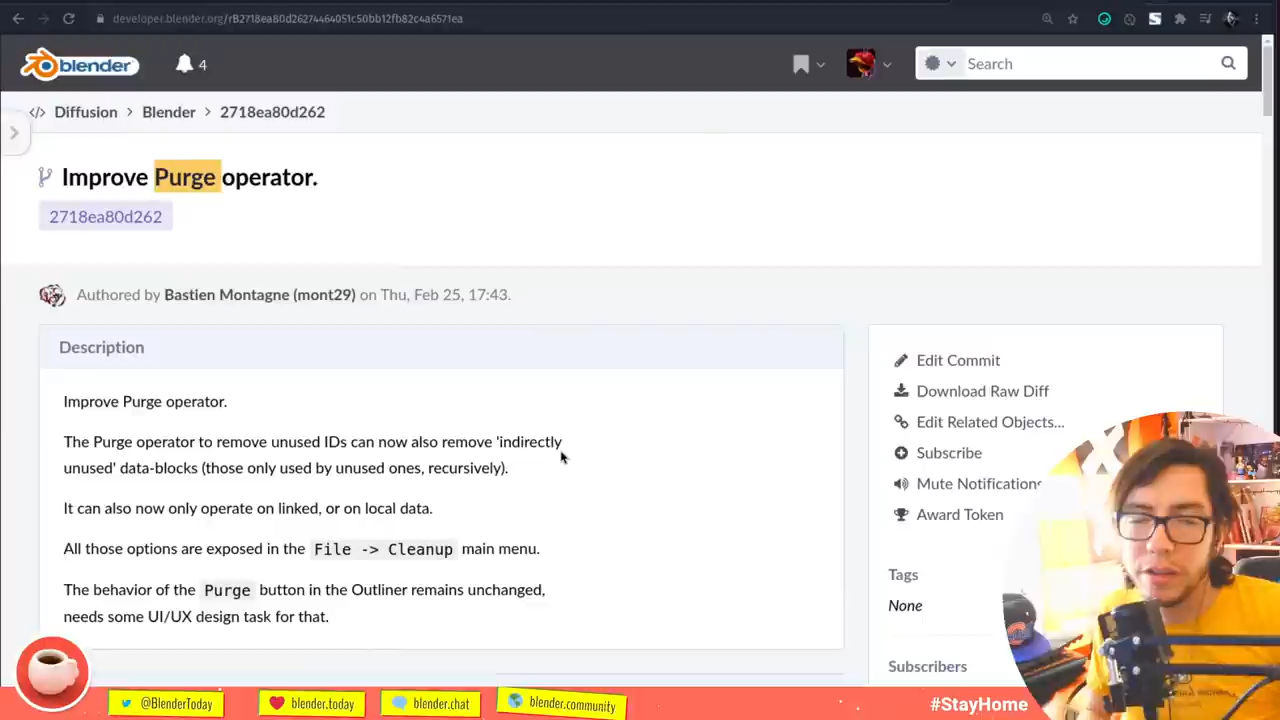 developer.blender.org/rB2718ea80d26274464051c50bb12fb82c4a6571ea
blender
4
Search
Diffusion > Blender > 2718ea80d262
Improve Purge operator.
2718ea80d262
Authored by Bastien Montagne (mont29) on Thu, Feb 25, 17:43.
Description
Improve Purge operator.
The Purge operator to remove unused IDs can now also remove 'indirectly
unused' data-blocks (those only used by unused ones, recursively).
It can also now only operate on linked, or on local data.
All those options are exposed in the File -> Cleanup main menu.
The behavior of the Purge button in the Outliner remains unchanged,
needs some UI/UX design task for that.
Edit Commit
Download Raw Diff
Edit Related Objects...
Subscribe
Mute Notifications
Award Token
Tags
None
Subscribers
@BlenderToday
blender.today
blender.chat
blender.community
#StayHome